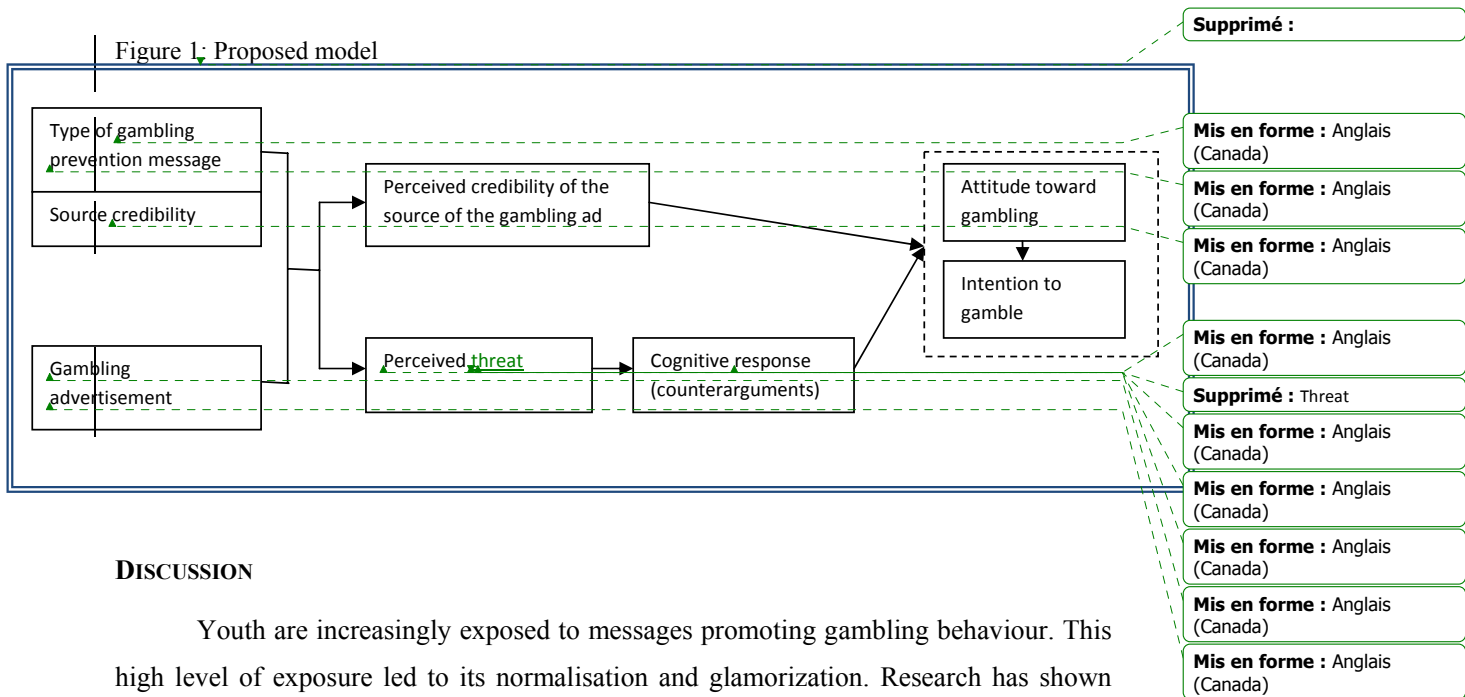 Figure 1: Proposed model
Type of gambling
prevention message
Source credibility
Gambling
advertisement
Perceived credibility of the
source of the gambling ad
Perceived threat
Cognitive response
(counterarguments)
Attitude toward
gambling
Intention to
gamble
Supprimé :
Mis en forme : Anglais
(Canada)
Mis en forme : Anglais
(Canada)
Mis en forme : Anglais
(Canada)
Mis en forme : Anglais
(Canada)
Supprimé : Threat
Mis en forme : Anglais
(Canada)
Mis en forme : Anglais
(Canada)
Mis en forme : Anglais
(Canada)
Mis en forme : Anglais
(Canada)
Mis en forme : Anglais
(Canada)
DISCUSSION
Youth are increasingly exposed to messages promoting gambling behaviour. This
high level of exposure led to its normalisation and glamorization. Research has shown